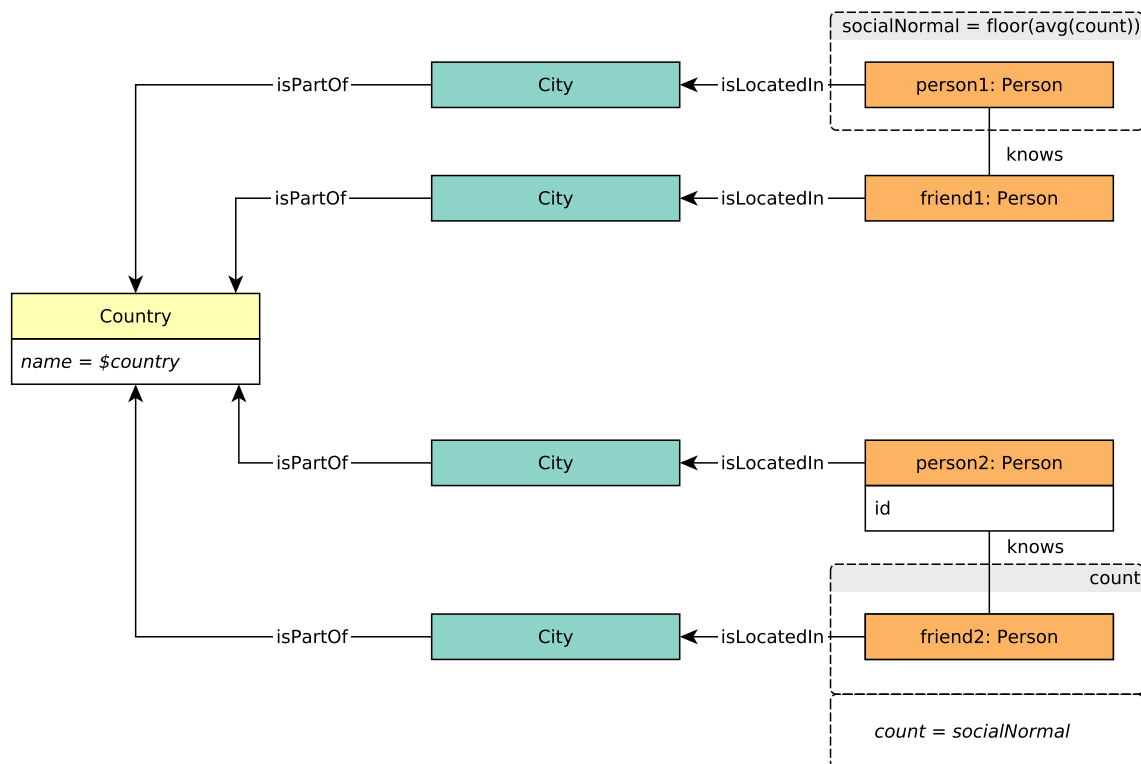 socialNormal = floor(avg(count))
isPartOf
City
isLocatedIn
person1: Person
knows
isPartOf
City
isLocatedIn
friend1: Person
Country
name = $country
isPartOf
City
isLocatedIn
person2: Person
id
knows
count
isPartOf
City
isLocatedIn
friend2: Person
count = socialNormal